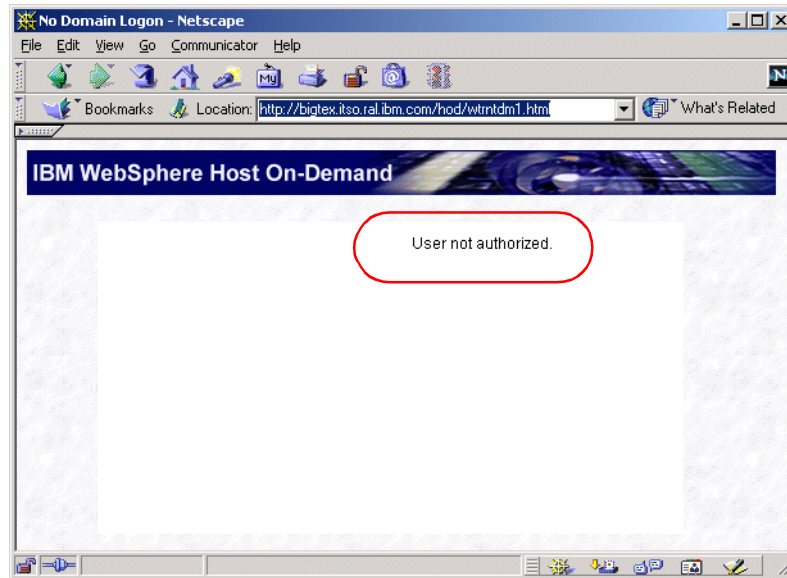 No Domain Logon - Netscape
File Edit View Go Communicator Help
My
N
Bookmarks Location: http://bigtex.itso.ral.ibm.com/hod/wtrntdm1.html What's Related
IBM WebSphere Host On-Demand
User not authorized.